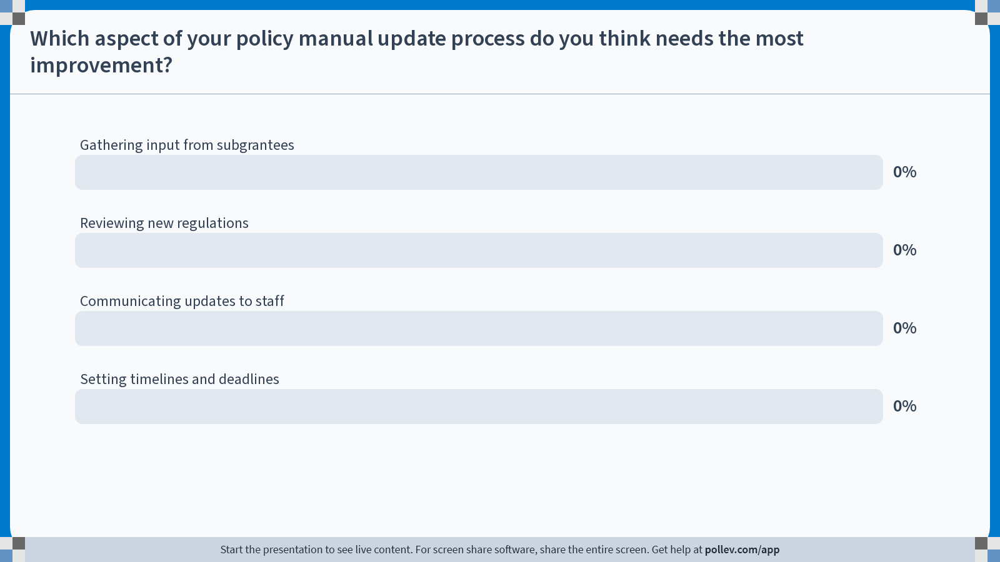 Which aspect of your policy manual update process do you think needs the most
improvement?
Gathering input from subgrantees
0%
Reviewing new regulations
0%
Communicating updates to staff
0%
Setting timelines and deadlines
0%
Start the presentation to see live content. For screen share software, share the entire screen. Get help at pollev.com/app